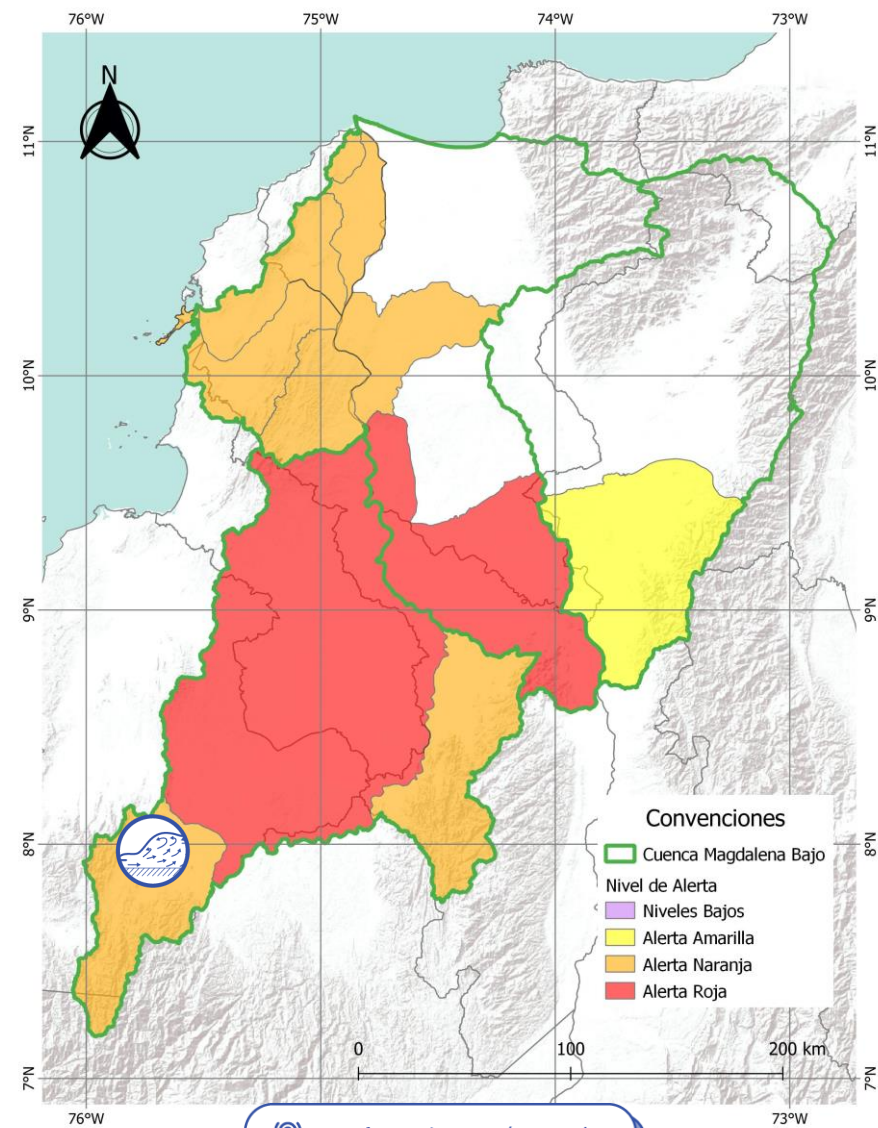 76°W 75°W 74°W 73°W
N
11°N 11°N
10°N 10°N
9°N 9°N
8°N 8°N
7°N 7°N
Convenciones
Cuenca Magdalena Bajo
Nivel de Alerta
Niveles Bajos
Alerta Amarilla
Alerta Naranja
Alerta Roja
0 100 200 km
76°W 73°W